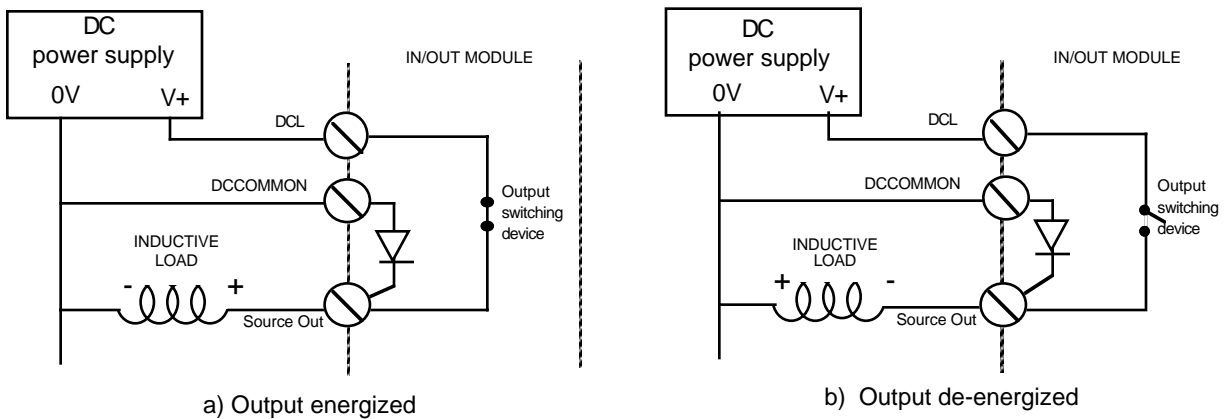 DC
power supply
0V V+
IN/OUT MODULE
DCL
DCCOMMON
Output
switching
device
INDUCTIVE
LOAD
- +
Source Out
a) Output energized
DC
power supply
0V V+
IN/OUT MODULE
DCL
DCCOMMON
Output
switching
device
INDUCTIVE
LOAD
+ -
Source Out
b) Output de-energized